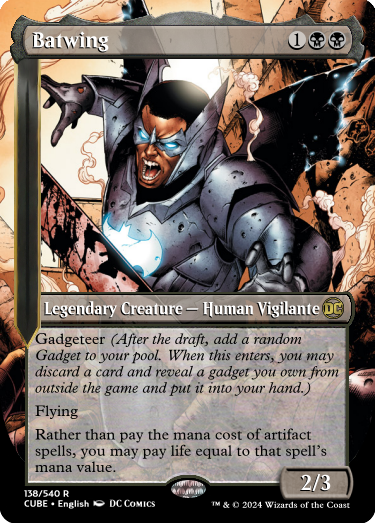 Batwing 1
Legendary Creature — Human Vigilante DC
Gadgeteer (After the draft, add a random
Gadget to your pool. When this enters, you may
discard a card and reveal a gadget you own from
outside the game and put it into your hand.)
Flying
Rather than pay the mana cost of artifact
spells, you may pay life equal to that spell's
mana value.
2/3
138/540 R
CUBE • English DC Comics
™ & © 2024 Wizards of the Coast